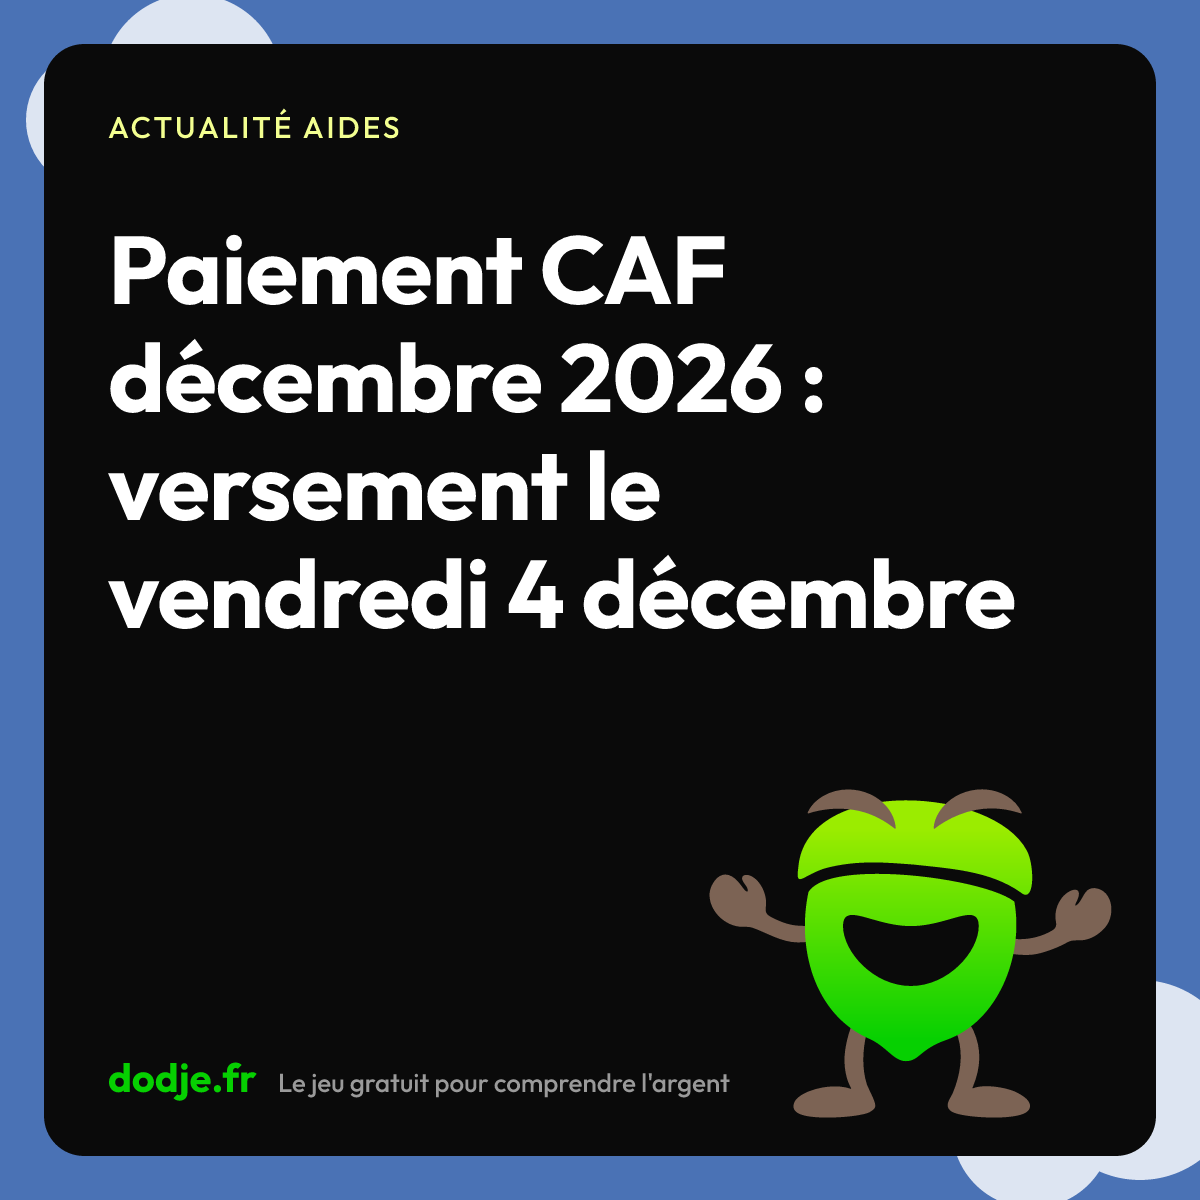 ACTUALITÉ AIDES
Paiement CAF
décembre 2026 :
versement le
vendredi 4 décembre
dodje.fr Le jeu gratuit pour comprendre l'argent